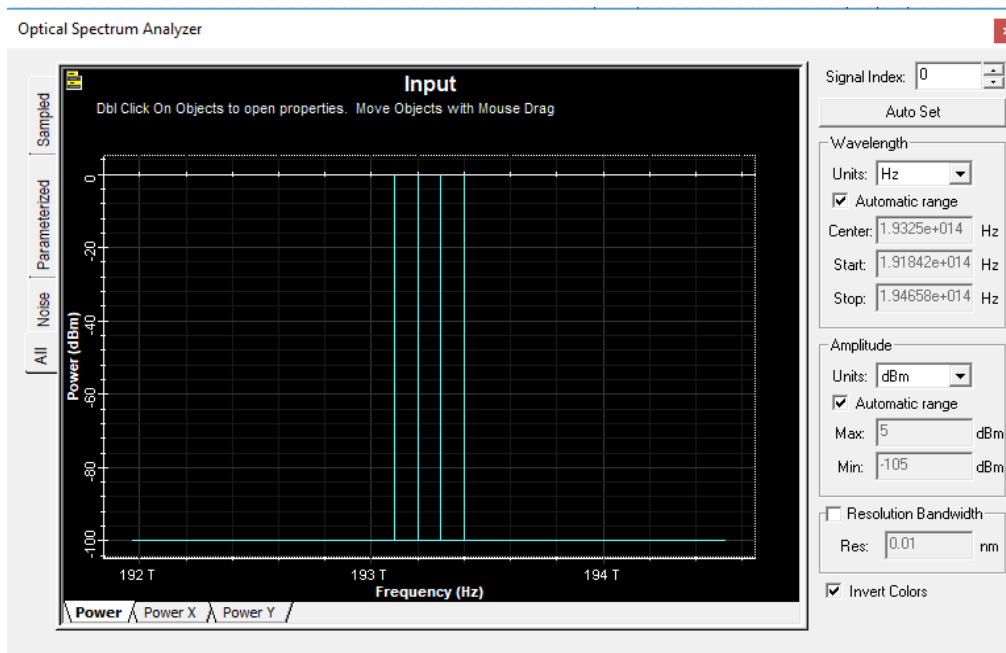 Optical Spectrum Analyzer
Sampled
Parameterized
Noise
All
Input
Dbl Click On Objects to open properties. Move Objects with Mouse Drag
Power (dBm)
0
-20
-40
-60
-80
-100
192 T
193 T
194 T
Frequency (Hz)
Power
Power X
Power Y
Signal Index: 0
Auto Set
Wavelength
Units: Hz
Automatic range
Center: 1.9325e+014 Hz
Start: 1.91842e+014 Hz
Stop: 1.94658e+014 Hz
Amplitude
Units: dBm
Automatic range
Max: 5 dBm
Min: -105 dBm
Resolution Bandwidth
Res: 0.01 nm
Invert Colors